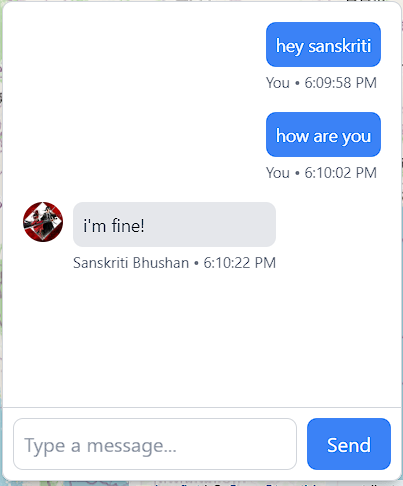 hey sanskriti
You • 6:09:58 PM
how are you
You • 6:10:02 PM
i'm fine!
Sanskriti Bhushan • 6:10:22 PM
Type a message...
Send